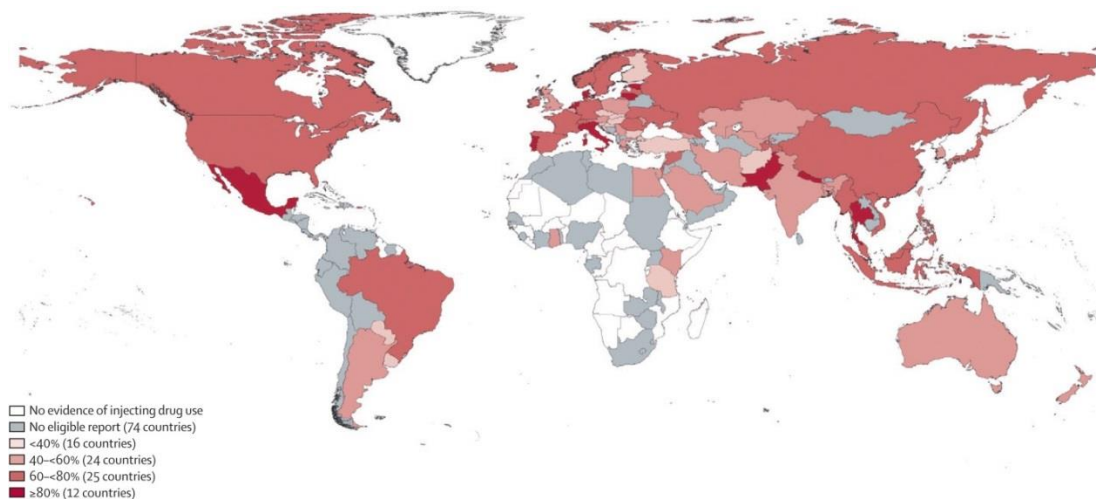 No evidence of injecting drug use
No eligible report (74 countries)
<40% (16 countries)
40–<60% (24 countries)
60–<80% (25 countries)
≥80% (12 countries)